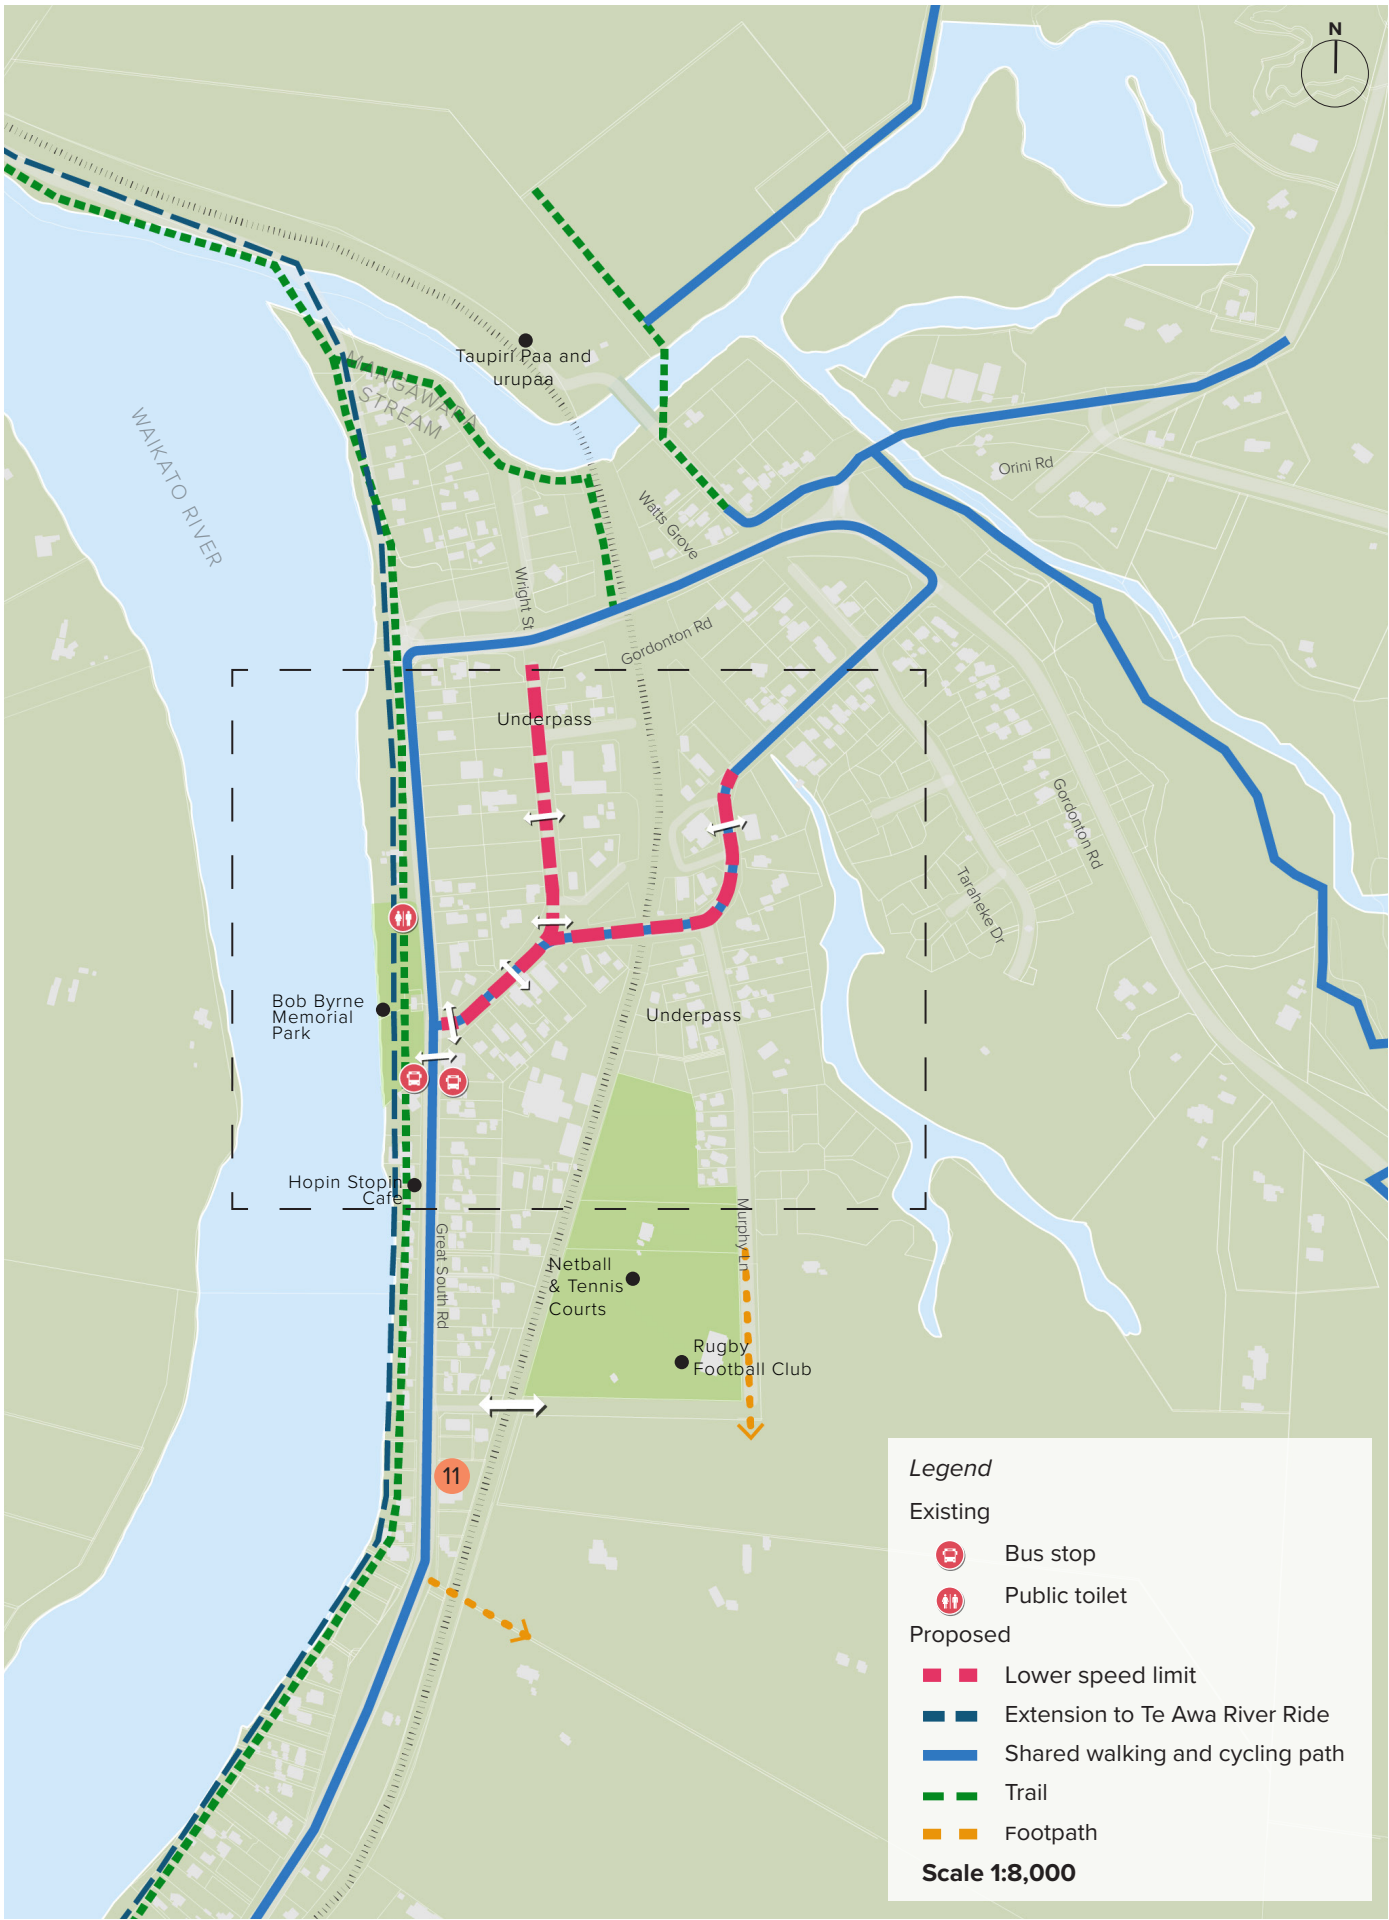 N
Taupiri Paa and
urupaa
MANGAWARA
STREAM
WAIKATO RIVER
Orini Rd
Watts Grove
Wright St
Gordonton Rd
Underpass
Gordonton Rd
Taraheke Dr
Bob Byrne
Memorial
Park
Underpass
Hopin Stopin
Cafe
Murphy Ln
Great South Rd
Netball
& Tennis
Courts
Rugby
Football Club
11
Legend
Existing
Bus stop
Public toilet
Proposed
Lower speed limit
Extension to Te Awa River Ride
Shared walking and cycling path
Trail
Footpath
Scale 1:8,000